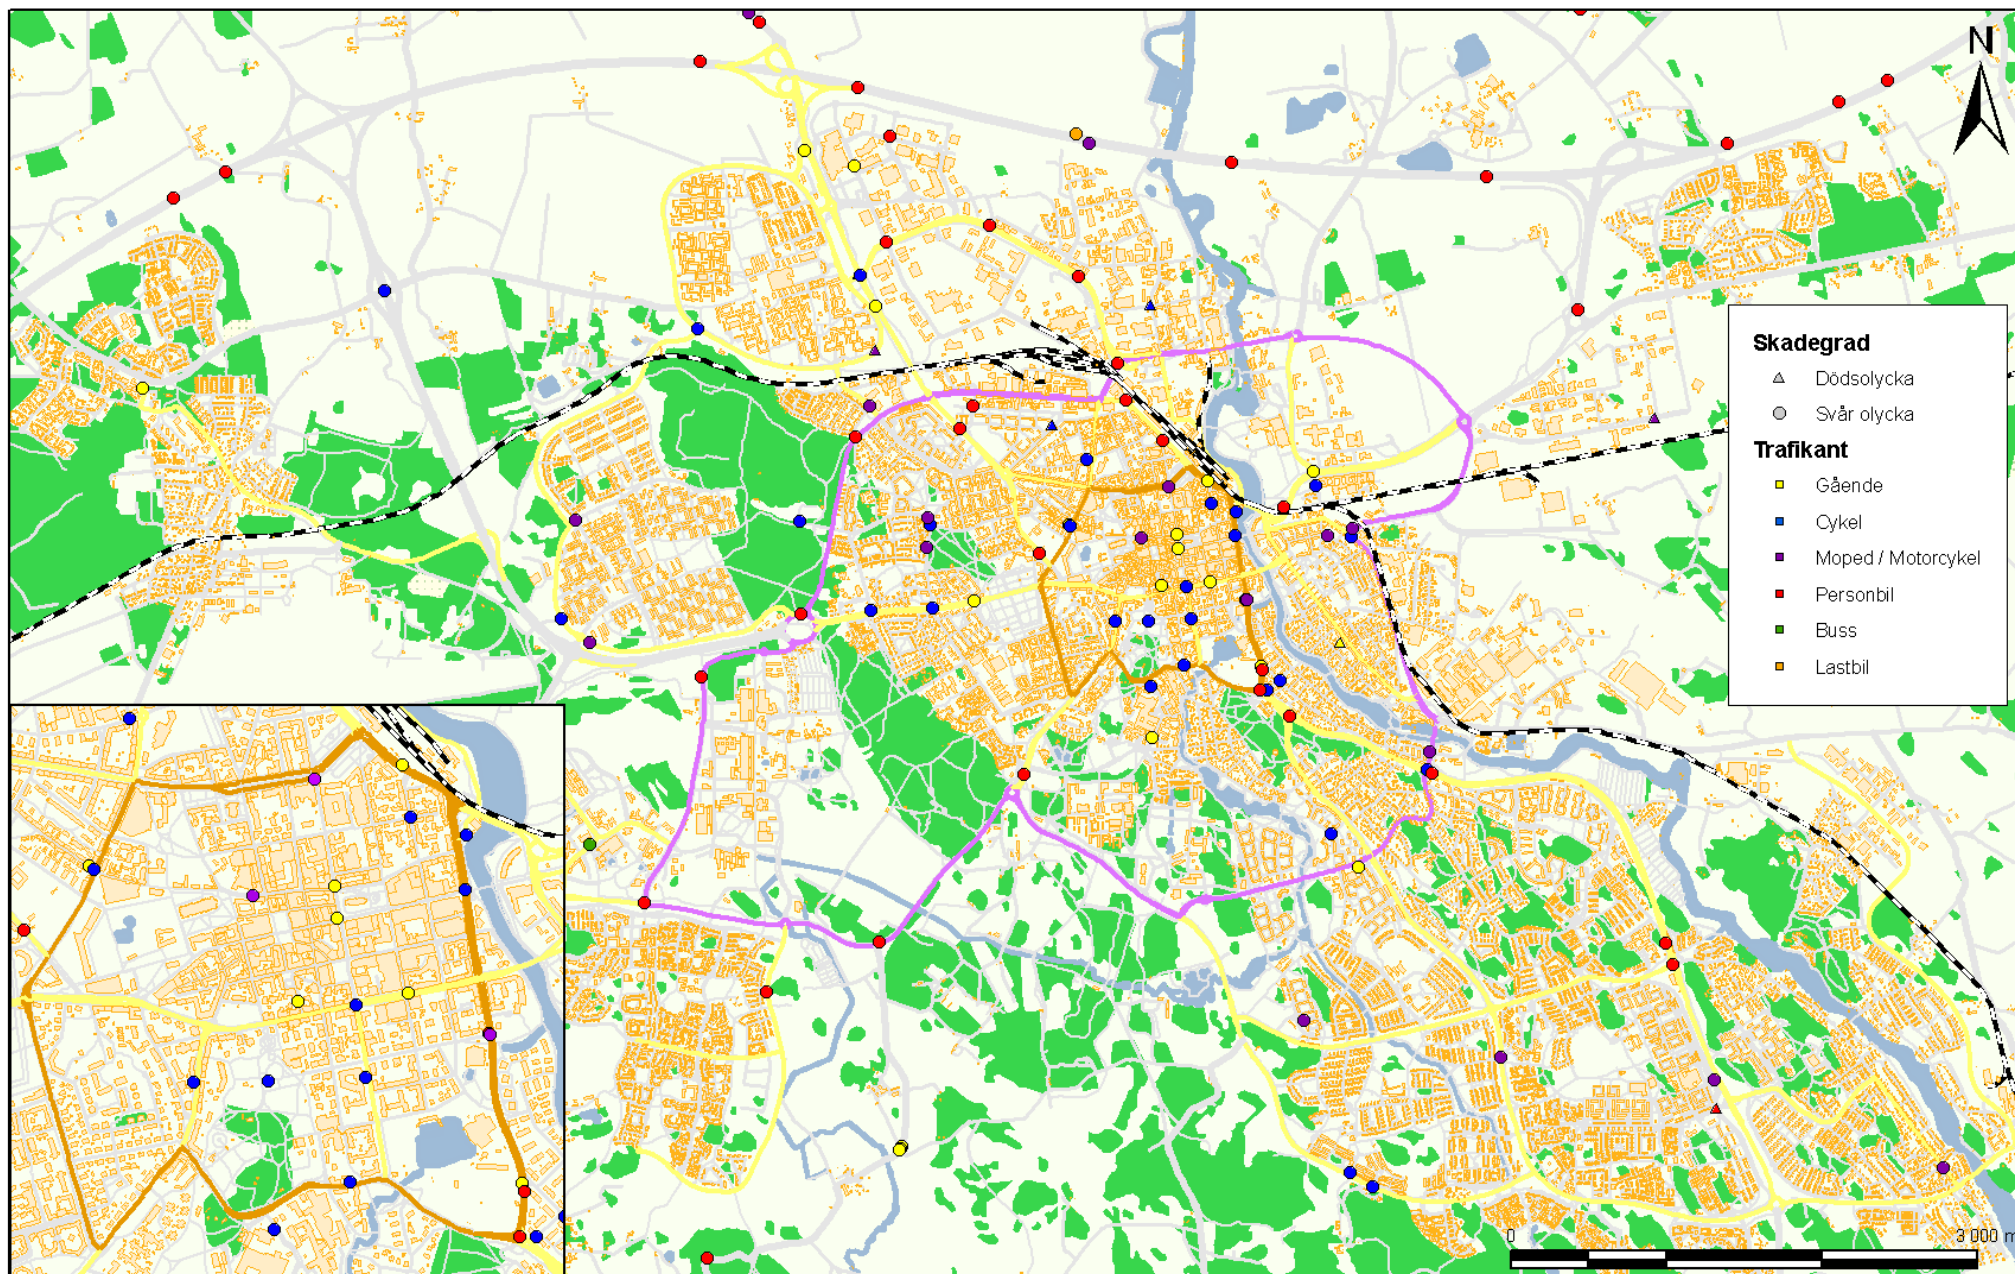 N
Skadegrad
Dödsolycka
Svår olycka
Trafikant
Gående
Cykel
Moped / Motorcykel
Personbil
Buss
Lastbil
0 3 000 m